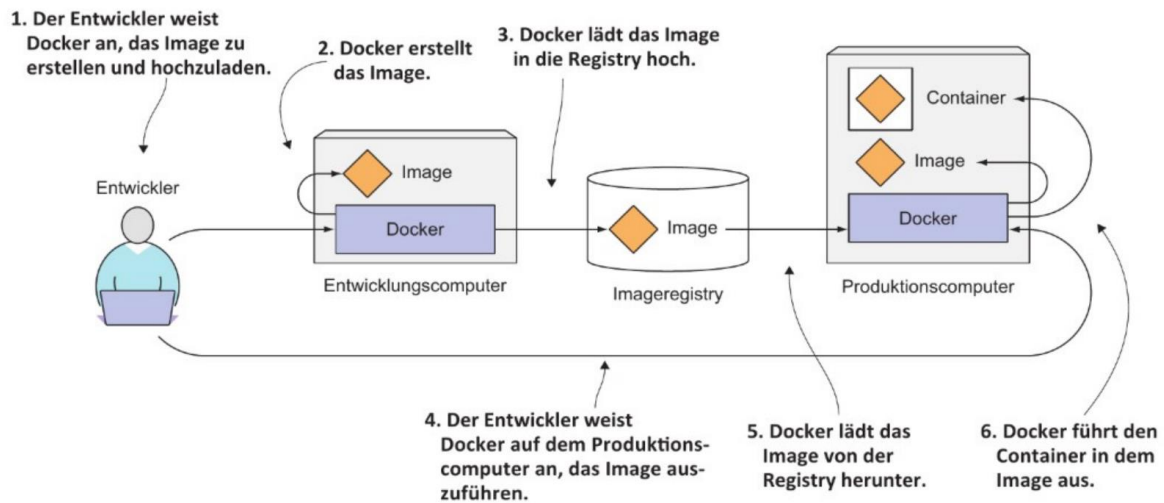 1. Der Entwickler weist
Docker an, das Image zu
erstellen und hochzuladen.
2. Docker erstellt
das Image.
3. Docker lädt das Image
in die Registry hoch.
Container
Image
Docker
Entwickler
Image
Docker
Image
Entwicklungscomputer
Imageregistry
Produktionscomputer
4. Der Entwickler weist
Docker auf dem Produktions-
computer an, das Image aus-
zuführen.
5. Docker lädt das
Image von der
Registry herunter.
6. Docker führt den
Container in dem
Image aus.